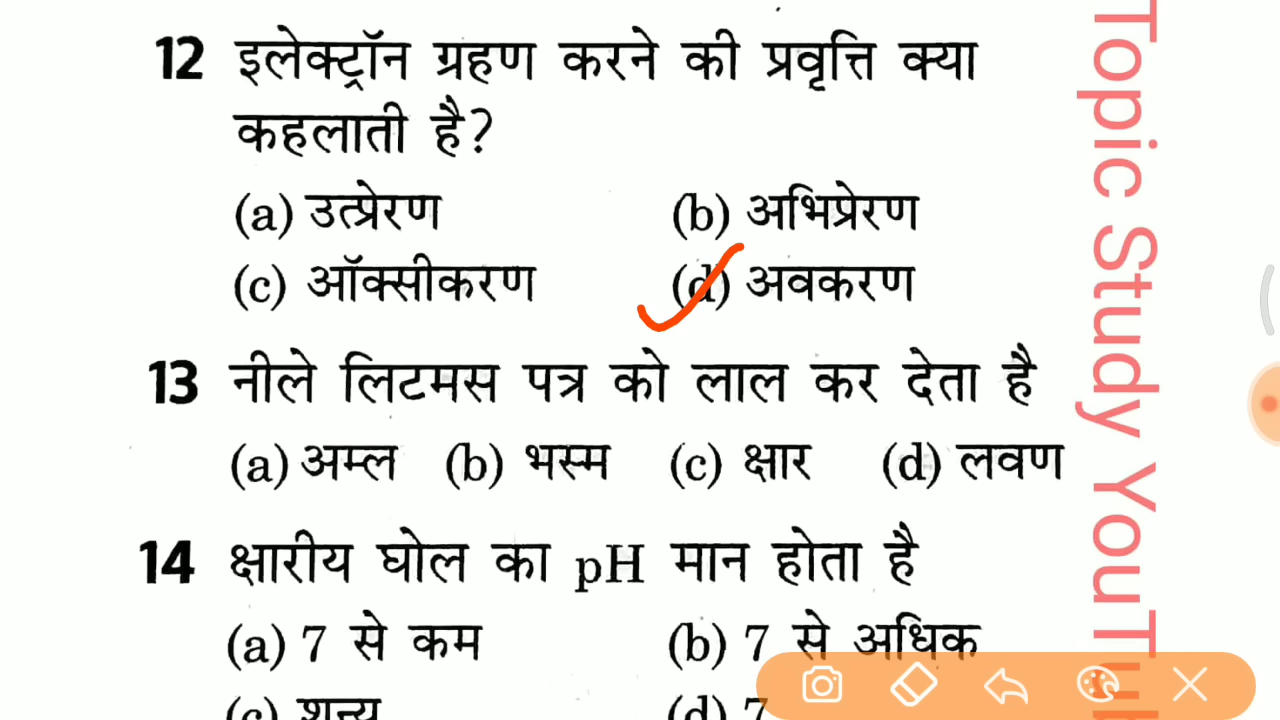 12 इलेक्ट्रॉन ग्रहण करने की प्रवृत्ति क्या
कहलाती है?
(a) उत्प्रेरण (b) अभिप्रेरण
(c) ऑक्सीकरण (d) अवकरण
13 नीले लिटमस पत्र को लाल कर देता है
(a) अम्ल (b) भस्म (c) क्षार (d) लवण
14 क्षारीय घोल का pH मान होता है
(a) 7 से कम (b) 7 से अधिक
(c) शून्य (d) 7
Topic Study YouTu